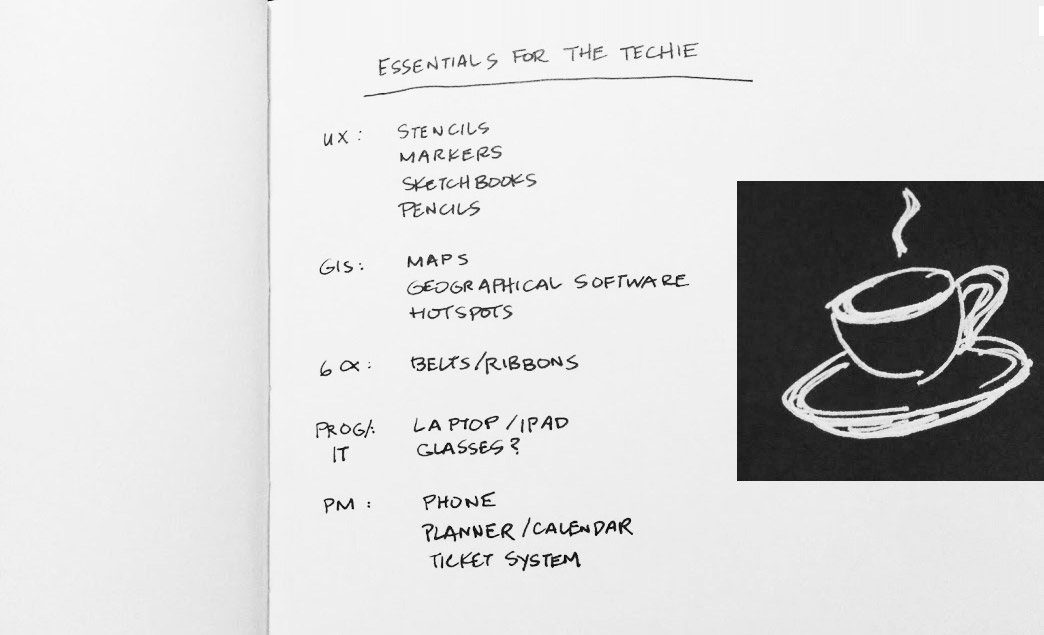 ESSENTIALS FOR THE TECHIE
UX: STENCILS
MARKERS
SKETCHBOOKS
PENCILS
GIS: MAPS
GEOGRAPHICAL SOFTWARE
HOTSPOTS
6 α: BELTS/RIBBONS
PROG/: LAPTOP/IPAD
IT GLASSES?
PM: PHONE
PLANNER/CALENDAR
TICKET SYSTEM